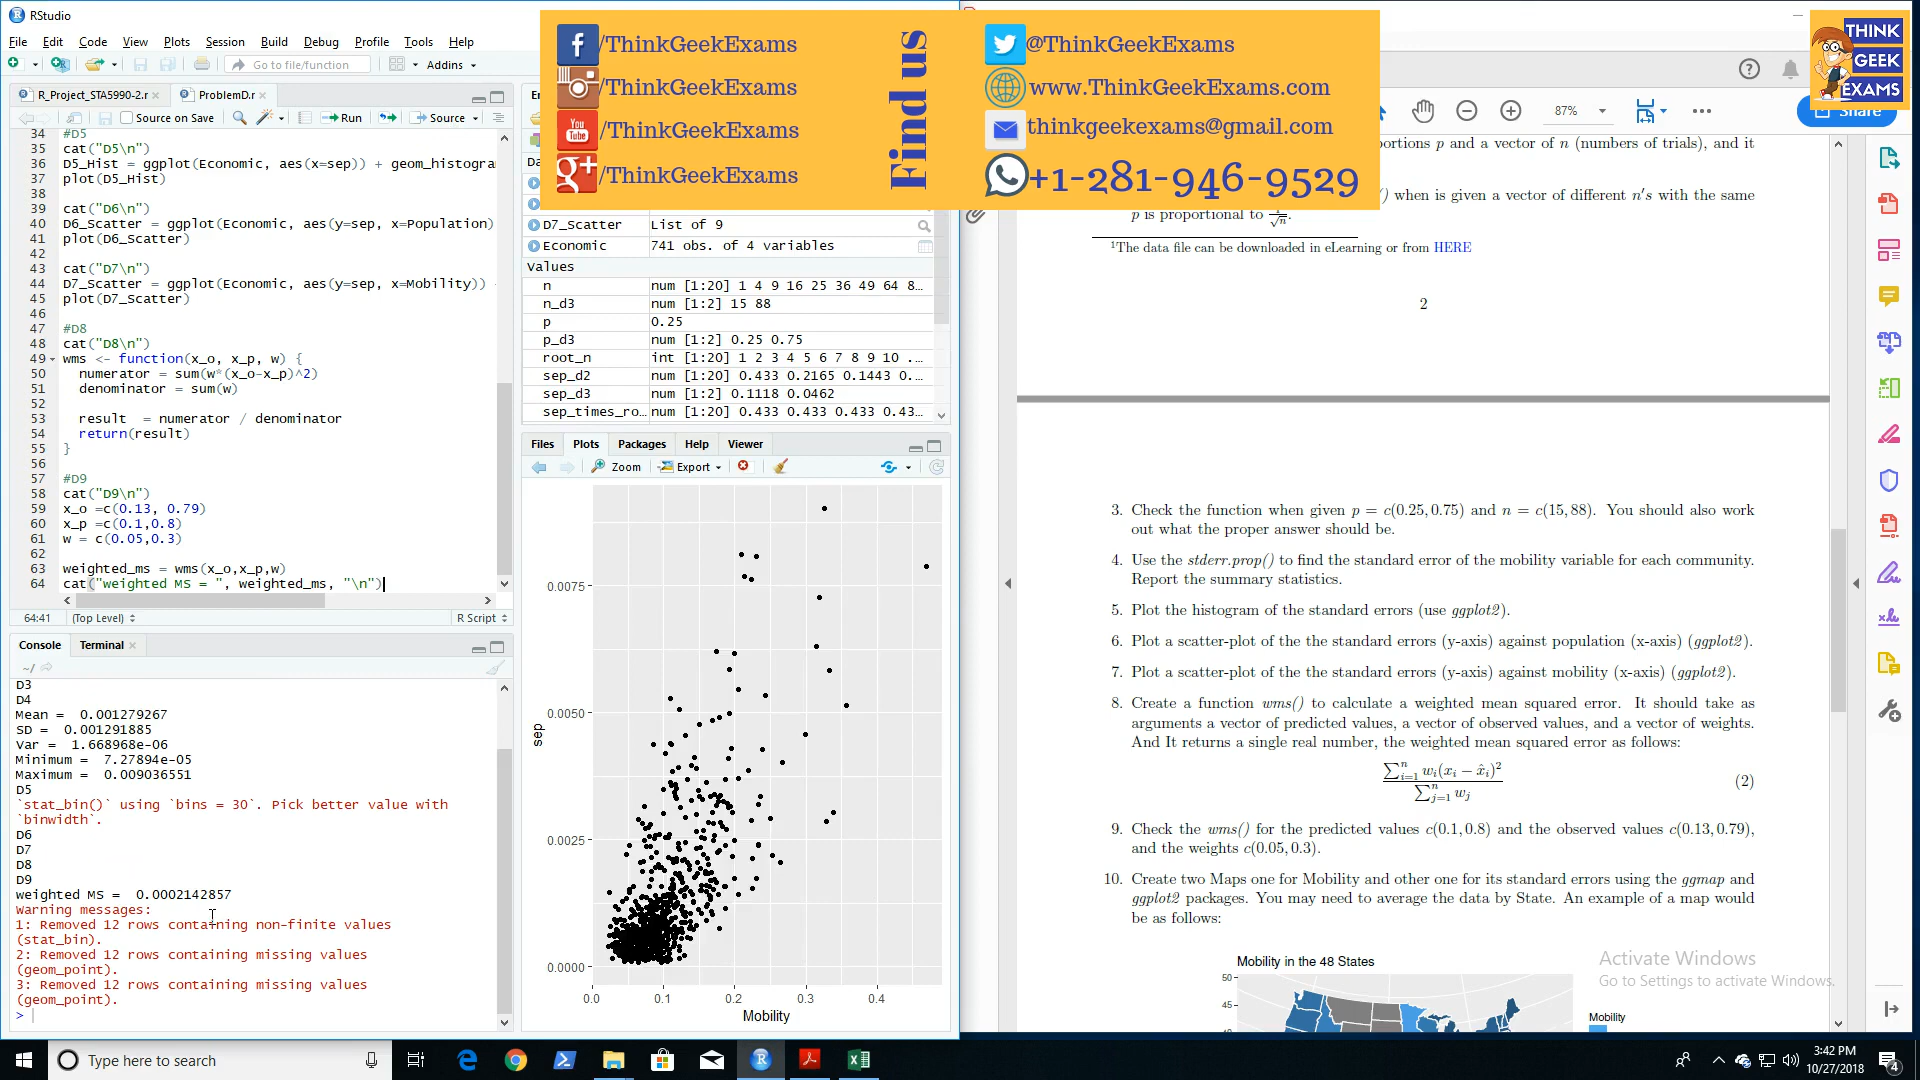 RStudio
File Edit Code View Plots Session Build Debug Profile Tools Help
Go to file/function
Addins
R_Project_STA5990-2.r
ProblemD.r
Source on Save
Run
Source
34 #D5
35 cat("D5\n")
36 D5_Hist = ggplot(Economic, aes(x=sep)) + geom_histogra
37 plot(D5_Hist)
38
39 cat("D6\n")
40 D6_Scatter = ggplot(Economic, aes(y=sep, x=Population)
41 plot(D6_Scatter)
42
43 cat("D7\n")
44 D7_Scatter = ggplot(Economic, aes(y=sep, x=Mobility))
45 plot(D7_Scatter)
46
47 #D8
48 cat("D8\n")
49 wms <- function(x_o, x_p, w) {
50 numerator = sum(w*(x_o-x_p)^2)
51 denominator = sum(w)
52
53 result = numerator / denominator
54 return(result)
55 }
56
57 #D9
58 cat("D9\n")
59 x_o =c(0.13, 0.79)
60 x_p =c(0.1,0.8)
61 w = c(0.05,0.3)
62
63 weighted_ms = wms(x_o,x_p,w)
64 cat("weighted MS = ", weighted_ms, "\n")
64:41 (Top Level) R Script
Console Terminal
~/
D3
D4
Mean = 0.001279267
SD = 0.001291885
Var = 1.668968e-06
Minimum = 7.27894e-05
Maximum = 0.009036551
D5
`stat_bin()` using `bins = 30`. Pick better value with
`binwidth`.
D6
D7
D8
D9
weighted MS = 0.0002142857
Warning messages:
1: Removed 12 rows containing non-finite values
(stat_bin).
2: Removed 12 rows containing missing values
(geom_point).
3: Removed 12 rows containing missing values
(geom_point).
>
D7_Scatter List of 9
Economic 741 obs. of 4 variables
Values
n num [1:20] 1 4 9 16 25 36 49 64 8...
n_d3 num [1:2] 15 88
p 0.25
p_d3 num [1:2] 0.25 0.75
root_n int [1:20] 1 2 3 4 5 6 7 8 9 10 ...
sep_d2 num [1:20] 0.433 0.2165 0.1443 0....
sep_d3 num [1:2] 0.1118 0.0462
sep_times_ro... num [1:20] 0.433 0.433 0.433 0.43...
Files Plots Packages Help Viewer
Zoom Export
0.0075
0.0050
0.0025
0.0000
sep
0.0 0.1 0.2 0.3 0.4
Mobility
/ThinkGeekExams
/ThinkGeekExams
You Tube /ThinkGeekExams
/ThinkGeekExams
Find us
@ThinkGeekExams
www.ThinkGeekExams.com
thinkgeekexams@gmail.com
+1-281-946-9529
THINK
GEEK
EXAMS
87%
Share
portions p and a vector of n (numbers of trials), and it
() when is given a vector of different n's with the same
p is proportional to 1/√n.
¹The data file can be downloaded in eLearning or from HERE
2
3. Check the function when given p = c(0.25, 0.75) and n = c(15, 88). You should also work
out what the proper answer should be.
4. Use the stderr.prop() to find the standard error of the mobility variable for each community.
Report the summary statistics.
5. Plot the histogram of the standard errors (use ggplot2).
6. Plot a scatter-plot of the the standard errors (y-axis) against population (x-axis) (ggplot2).
7. Plot a scatter-plot of the the standard errors (y-axis) against mobility (x-axis) (ggplot2).
8. Create a function wms() to calculate a weighted mean squared error. It should take as
arguments a vector of predicted values, a vector of observed values, and a vector of weights.
And It returns a single real number, the weighted mean squared error as follows:
∑ⁿᵢ₌₁ wᵢ(xᵢ − x̂ᵢ)²
∑ⁿⱼ₌₁ wⱼ
(2)
9. Check the wms() for the predicted values c(0.1, 0.8) and the observed values c(0.13, 0.79),
and the weights c(0.05, 0.3).
10. Create two Maps one for Mobility and other one for its standard errors using the ggmap and
ggplot2 packages. You may need to average the data by State. An example of a map would
be as follows:
Mobility in the 48 States
50
45
Mobility
Activate Windows
Go to Settings to activate Windows.
Type here to search
3:42 PM
10/27/2018
4